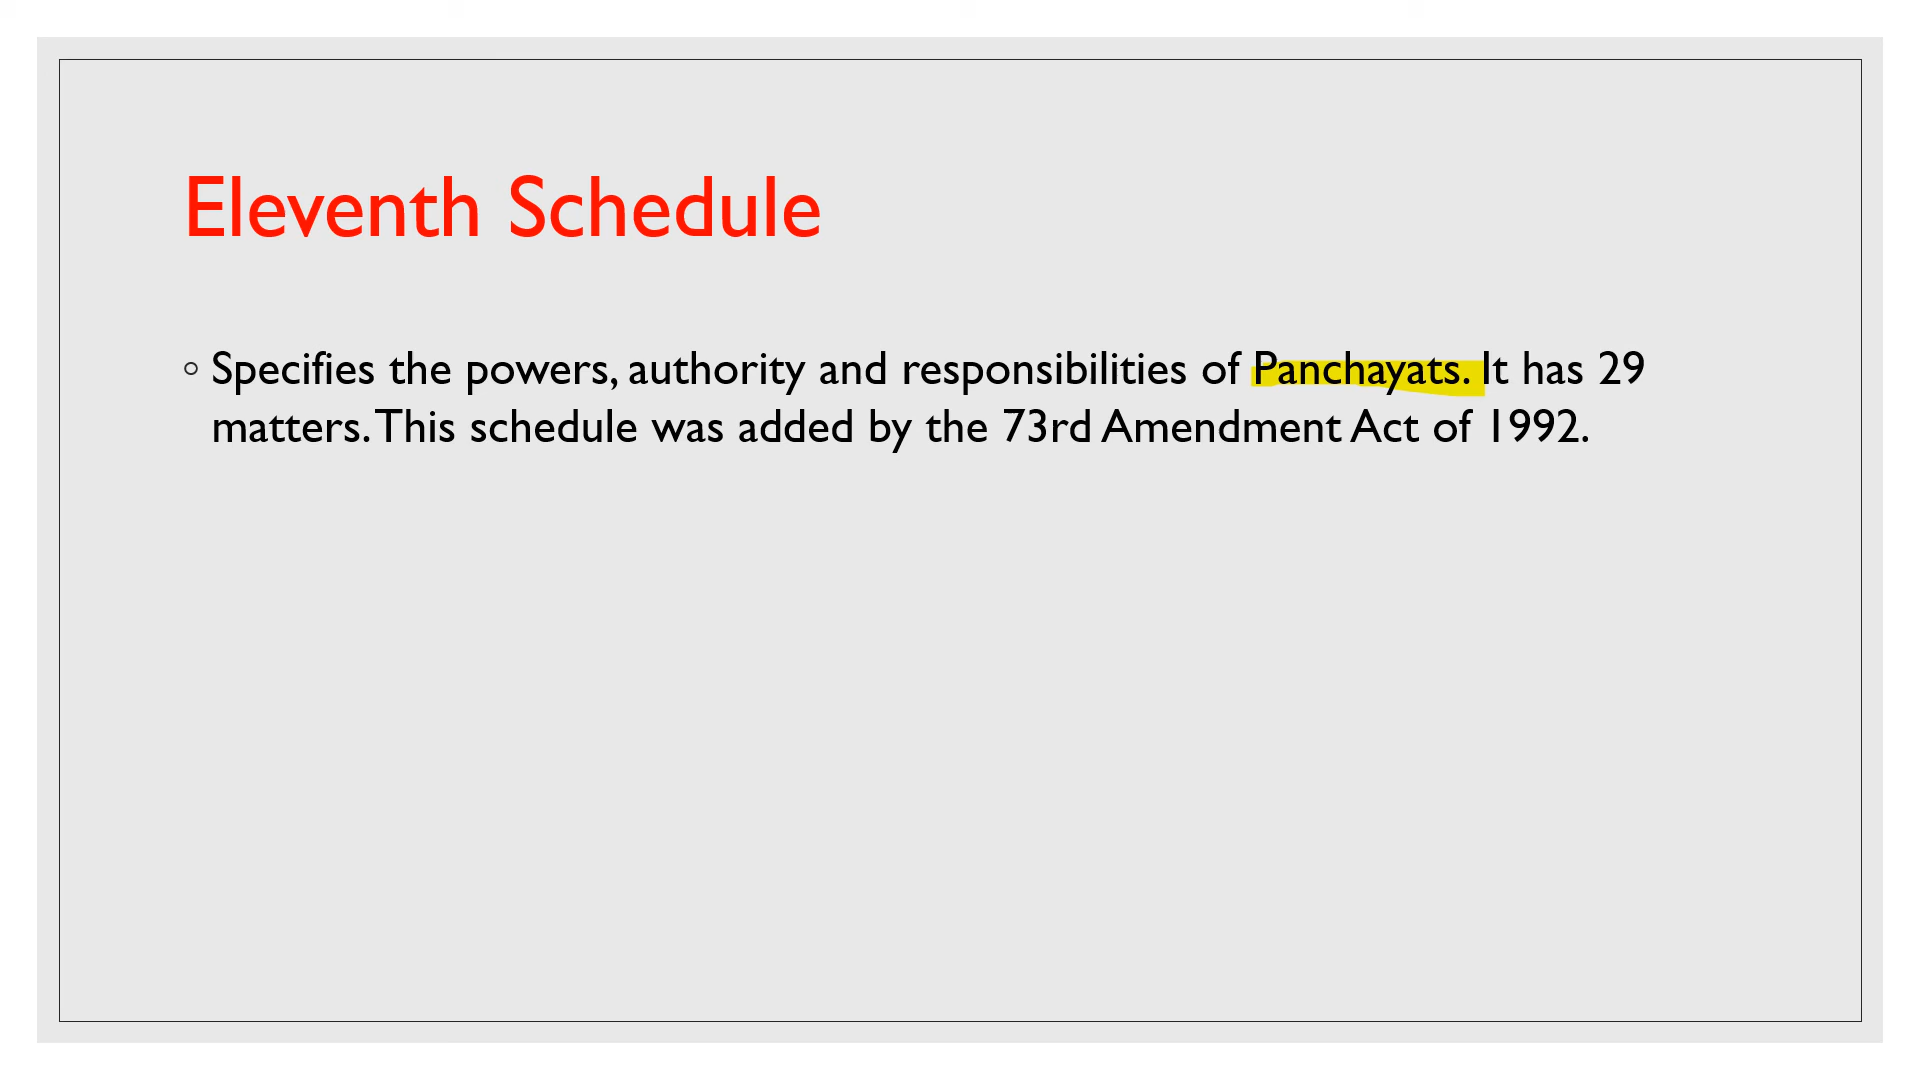 Eleventh Schedule
◦ Specifies the powers, authority and responsibilities of Panchayats. It has 29
matters. This schedule was added by the 73rd Amendment Act of 1992.